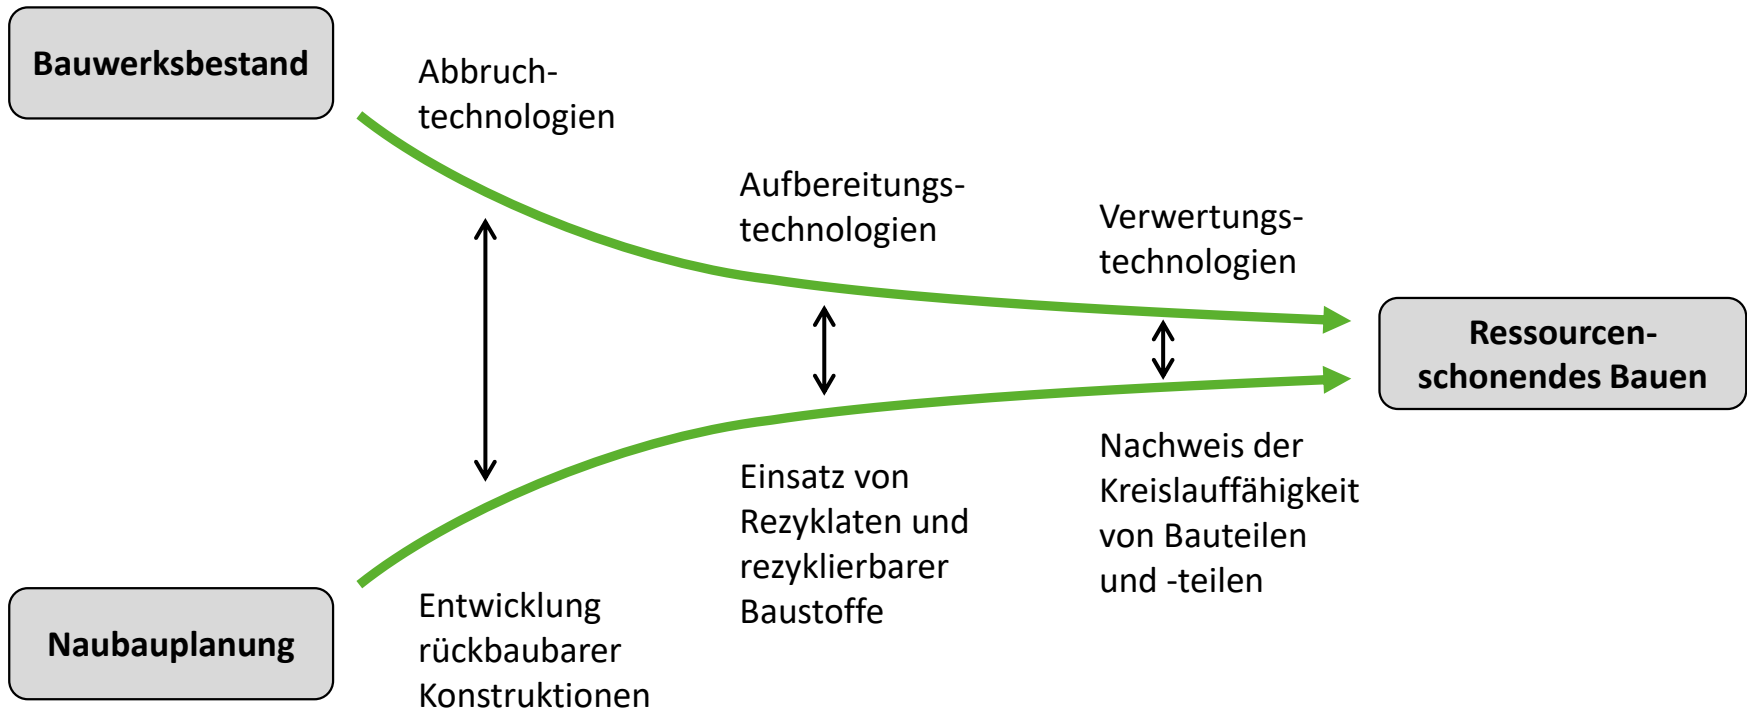 Bauwerksbestand
Abbruch-
technologien
Aufbereitungs-
technologien
Verwertungs-
technologien
Ressourcen-
schonendes Bauen
Nachweis der
Kreislauffähigkeit
von Bauteilen
und -teilen
Einsatz von
Rezyklaten und
rezyklierbarer
Baustoffe
Entwicklung
rückbaubarer
Konstruktionen
Naubauplanung